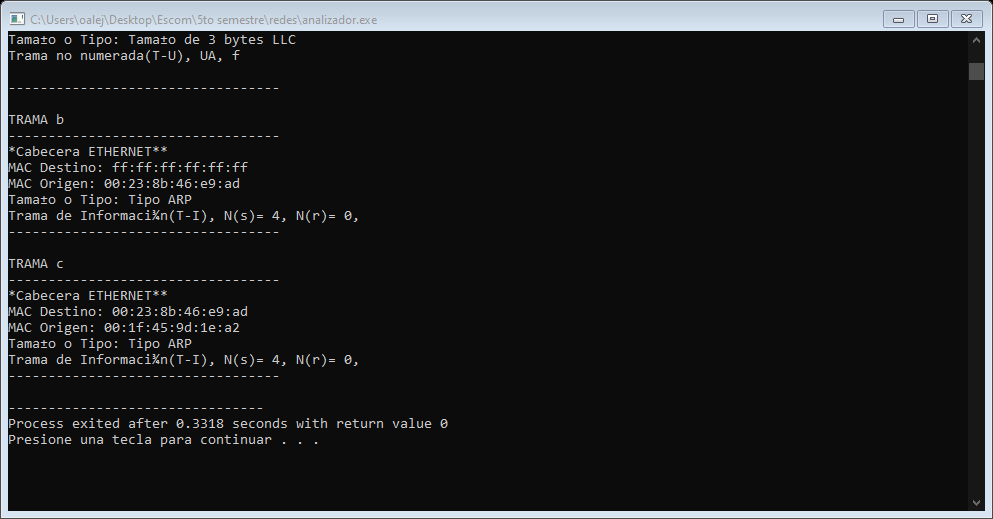 C:\Users\oalej\Desktop\Escom\5to semestre\redes\analizador.exe
Tama±o o Tipo: Tama±o de 3 bytes LLC
Trama no numerada(T-U), UA, f
----------------------------------
TRAMA b
----------------------------------
*Cabecera ETHERNET**
MAC Destino: ff:ff:ff:ff:ff:ff
MAC Origen: 00:23:8b:46:e9:ad
Tama±o o Tipo: Tipo ARP
Trama de Informaci¾n(T-I), N(s)= 4, N(r)= 0,
----------------------------------
TRAMA c
----------------------------------
*Cabecera ETHERNET**
MAC Destino: 00:23:8b:46:e9:ad
MAC Origen: 00:1f:45:9d:1e:a2
Tama±o o Tipo: Tipo ARP
Trama de Informaci¾n(T-I), N(s)= 4, N(r)= 0,
----------------------------------
--------------------------------
Process exited after 0.3318 seconds with return value 0
Presione una tecla para continuar . . .